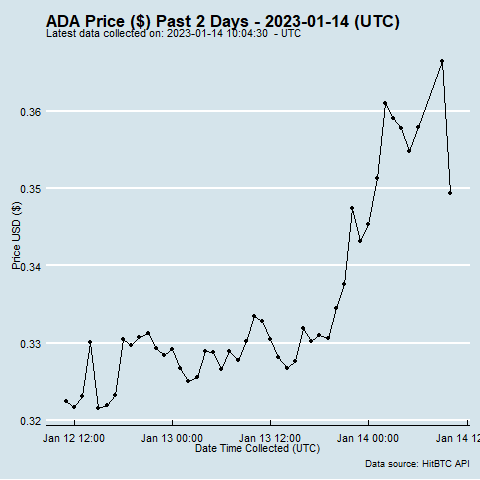 ADA Price ($) Past 2 Days - 2023-01-14 (UTC)
Latest data collected on: 2023-01-14 10:04:30 - UTC
Price USD ($)
0.36
0.35
0.34
0.33
0.32
Jan 12 12:00 Jan 13 00:00 Jan 13 12:00 Jan 14 00:00 Jan 14 12
Date Time Collected (UTC)
Data source: HitBTC API